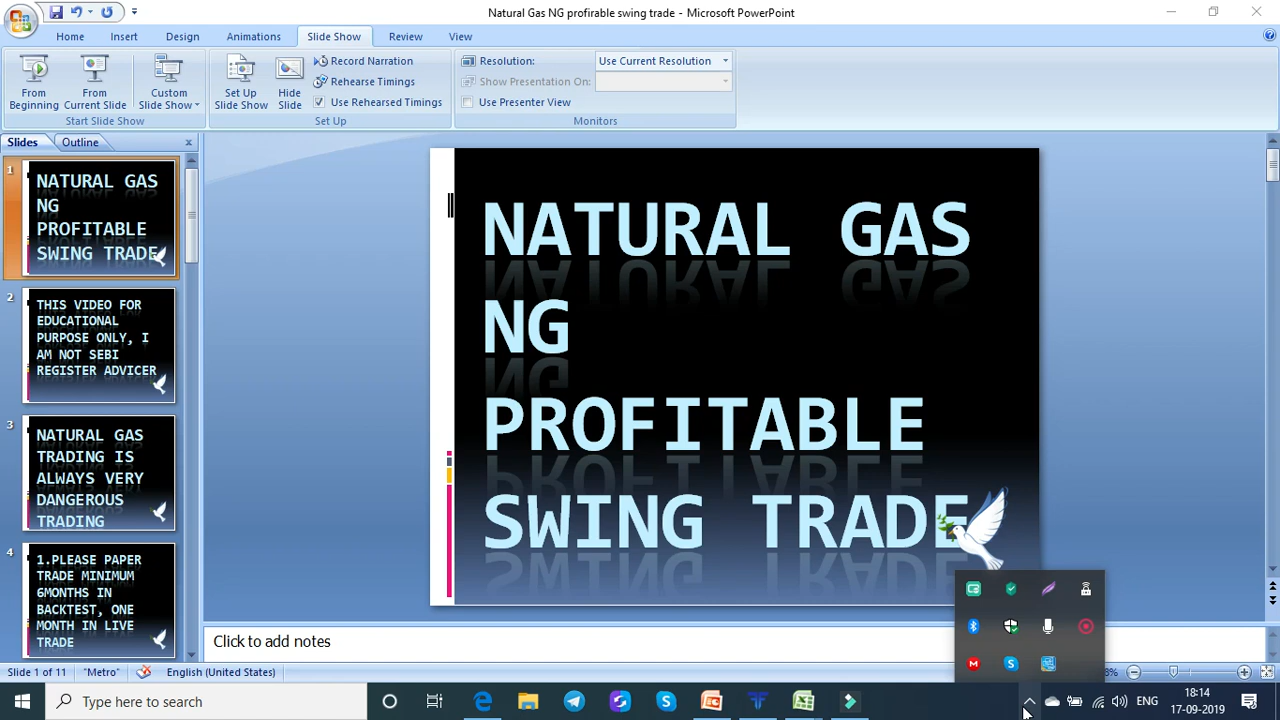 Natural Gas NG profirable swing trade - Microsoft PowerPoint
Home Insert Design Animations Slide Show Review View
From Beginning
From Current Slide
Custom Slide Show
Start Slide Show
Set Up Slide Show
Hide Slide
Record Narration
Rehearse Timings
Use Rehearsed Timings
Set Up
Resolution: Use Current Resolution
Show Presentation On:
Use Presenter View
Monitors
Slides Outline
1
NATURAL GAS
NG
PROFITABLE
SWING TRADE
2
THIS VIDEO FOR
EDUCATIONAL
PURPOSE ONLY, I
AM NOT SEBI
REGISTER ADVICER
3
NATURAL GAS
TRADING IS
ALWAYS VERY
DANGEROUS
TRADING
4
1.PLEASE PAPER
TRADE MINIMUM
6MONTHS IN
BACKTEST, ONE
MONTH IN LIVE
TRADE
NATURAL GAS
NG
PROFITABLE
SWING TRADE
Click to add notes
Slide 1 of 11 "Metro" English (United States)
Type here to search
ENG
18:14
17-09-2019